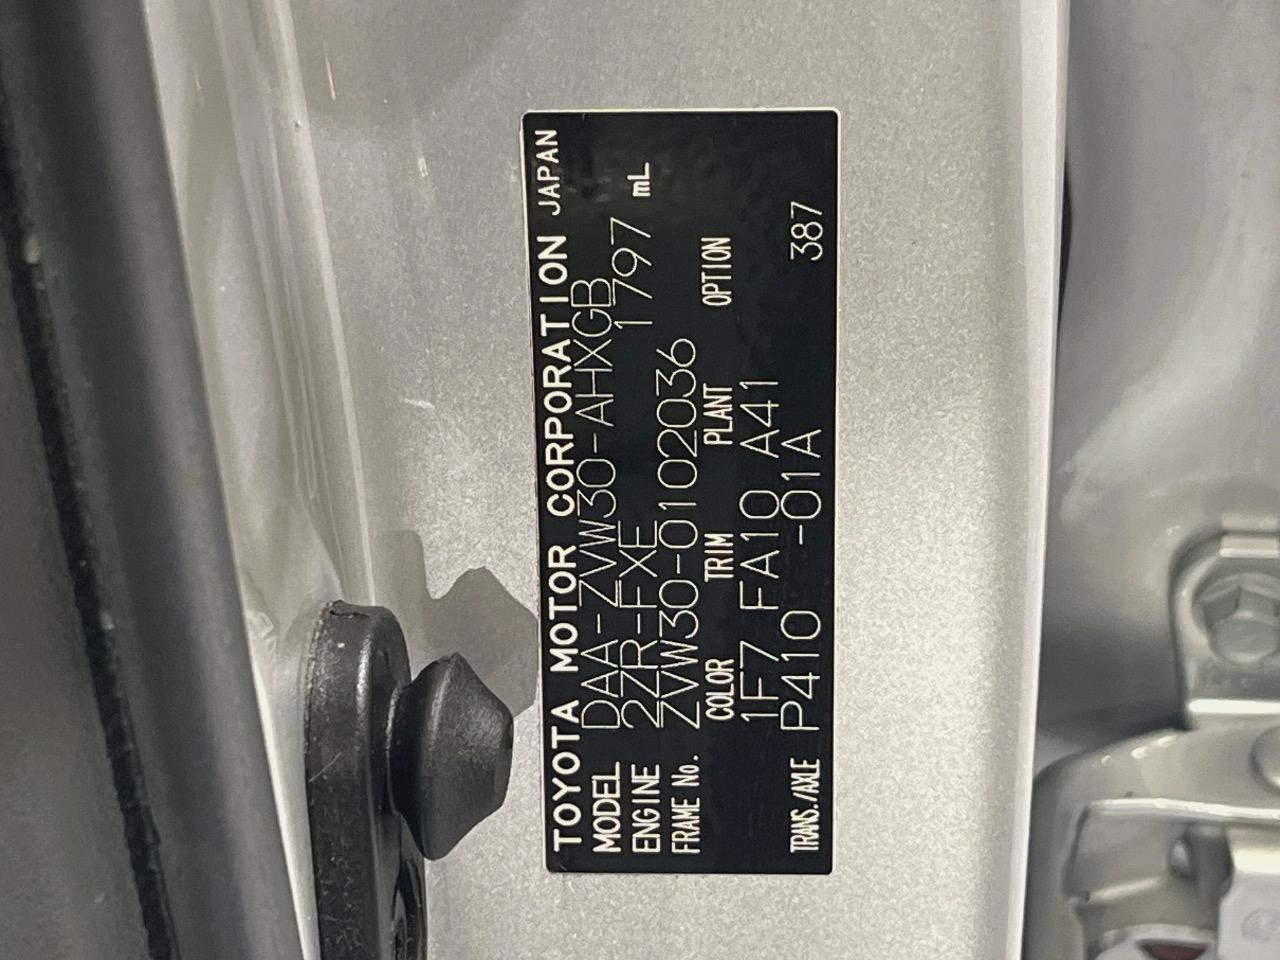 TOYOTA MOTOR CORPORATION JAPAN
MODEL DAA-ZVW30-AHXGB
ENGINE 2ZR-FXE 1797 mL
FRAME No. ZVW30-0102036
COLOR TRIM PLANT OPTION
1F7 FA10 A41
TRANS./AXLE P410 -01A 387